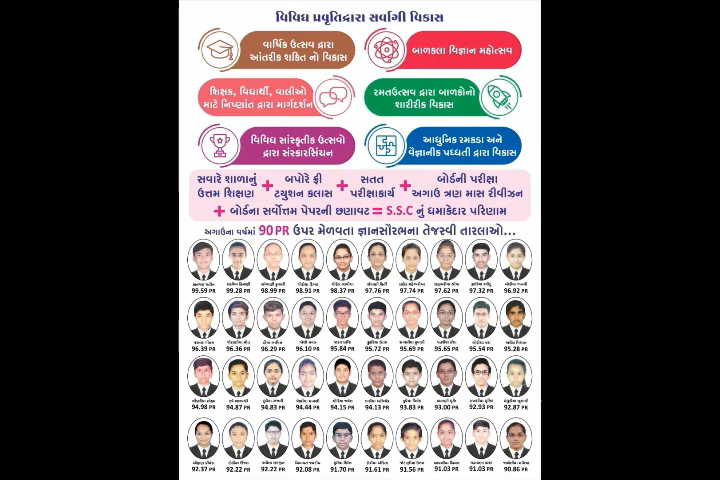 વિવિધ પ્રવૃતિદ્વારા સર્વાગી વિકાસ
વાર્ષિક ઉત્સવ દ્વારા
આંતરીક શકિત નો વિકાસ
બાળકલા વિજ્ઞાન મહોત્સવ
શિક્ષક, વિદ્યાર્થી, વાલીઓ
માટે નિષ્ણાંત દ્વારા માર્ગદર્શન
રમતઉત્સવ દ્વારા બાળકોનો
શારીરીક વિકાસ
વિવિધ સાંસ્કૃતીક ઉત્સવો
દ્વારા સંસ્કારસિંચન
આધુનિક રમકડા અને
વૈજ્ઞાનીક પધ્ધતી દ્વારા વિકાસ
સવારે શાળાનું ઉત્તમ શિક્ષણ + બપોરે ફ્રી ટયુશન કલાસ + સતત પરીક્ષાકાર્ય + બોર્ડની પરીક્ષા અગાઉ ત્રણ માસ રીવીઝન
+ બોર્ડના સર્વોત્તમ પેપરની છણાવટ = S.S.C નું ધમાકેદાર પરિણામ
અગાઉના વર્ષમાં 90 PR ઉપર મેળવતા જ્ઞાનસૌરભના તેજસ્વી તારલાઓ...
99.59 PR 99.28 PR 98.99 PR 98.91 PR 98.37 PR 97.76 PR 97.74 PR 97.62 PR 97.32 PR 96.92 PR
96.39 PR 96.36 PR 96.29 PR 96.10 PR 95.84 PR 95.72 PR 95.69 PR 95.65 PR 95.54 PR 95.28 PR
94.98 PR 94.87 PR 94.83 PR 94.44 PR 94.15 PR 94.13 PR 93.83 PR 93.00 PR 92.93 PR 92.87 PR
92.37 PR 92.22 PR 92.22 PR 92.08 PR 91.70 PR 91.61 PR 91.56 PR 91.03 PR 91.03 PR 90.86 PR